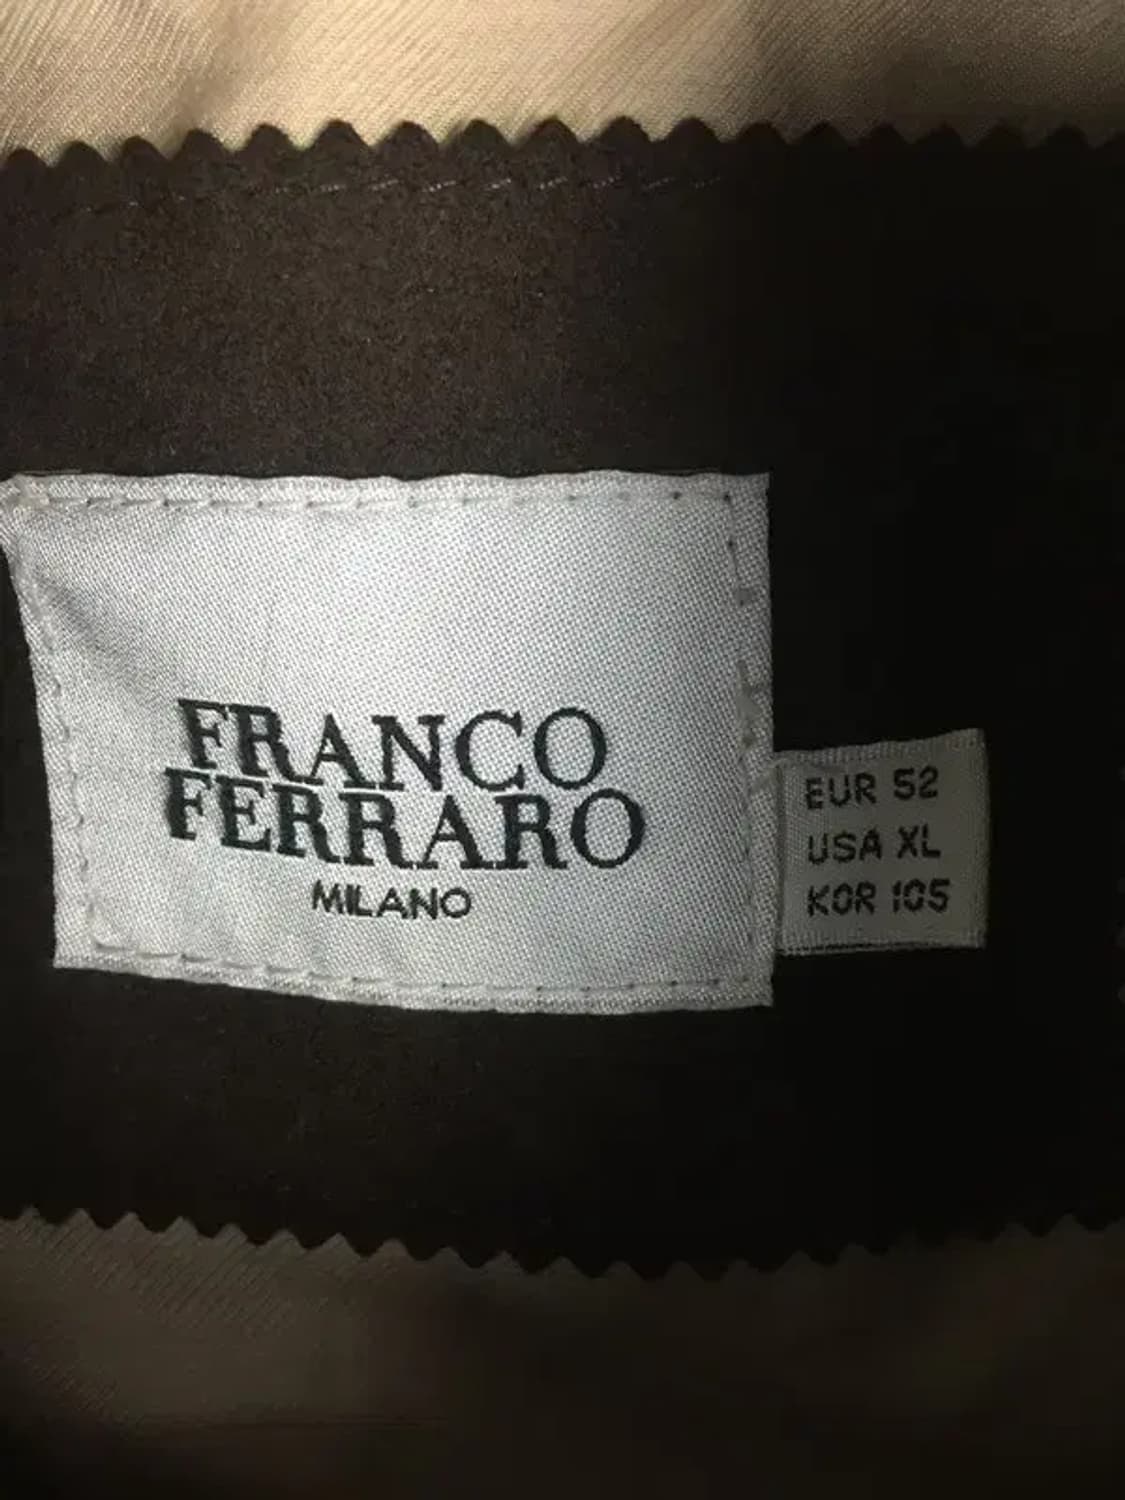 FRANCO
FERRARO
MILANO
EUR 52
USA XL
KOR 105